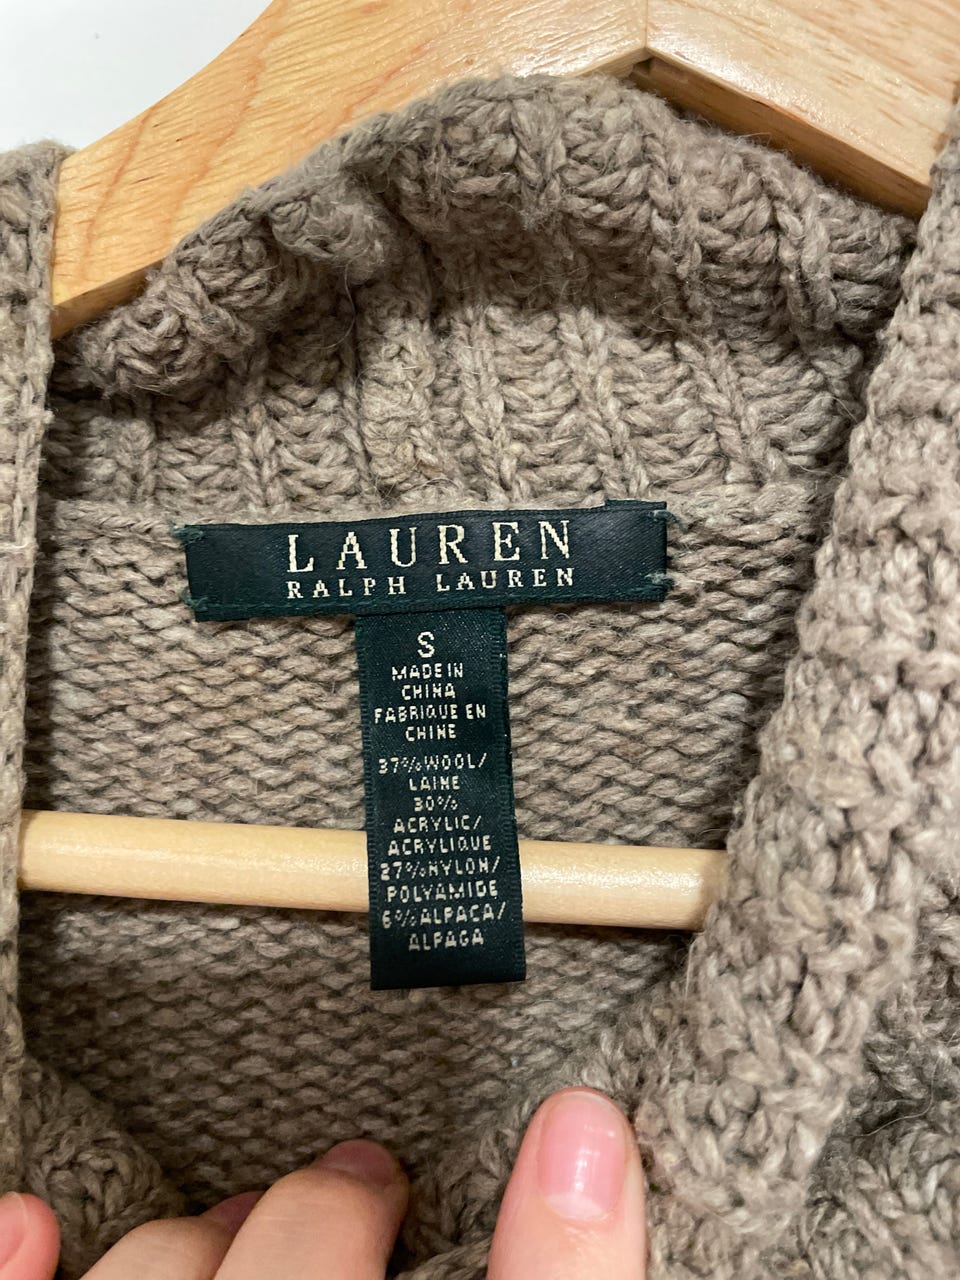 LAUREN
RALPH LAUREN
S
MADE IN
CHINA
FABRIQUE EN
CHINE
37% WOOL/
LAINE
30%
ACRYLIC/
ACRYLIQUE
27% NYLON/
POLYAMIDE
6% ALPACA/
ALPAGA